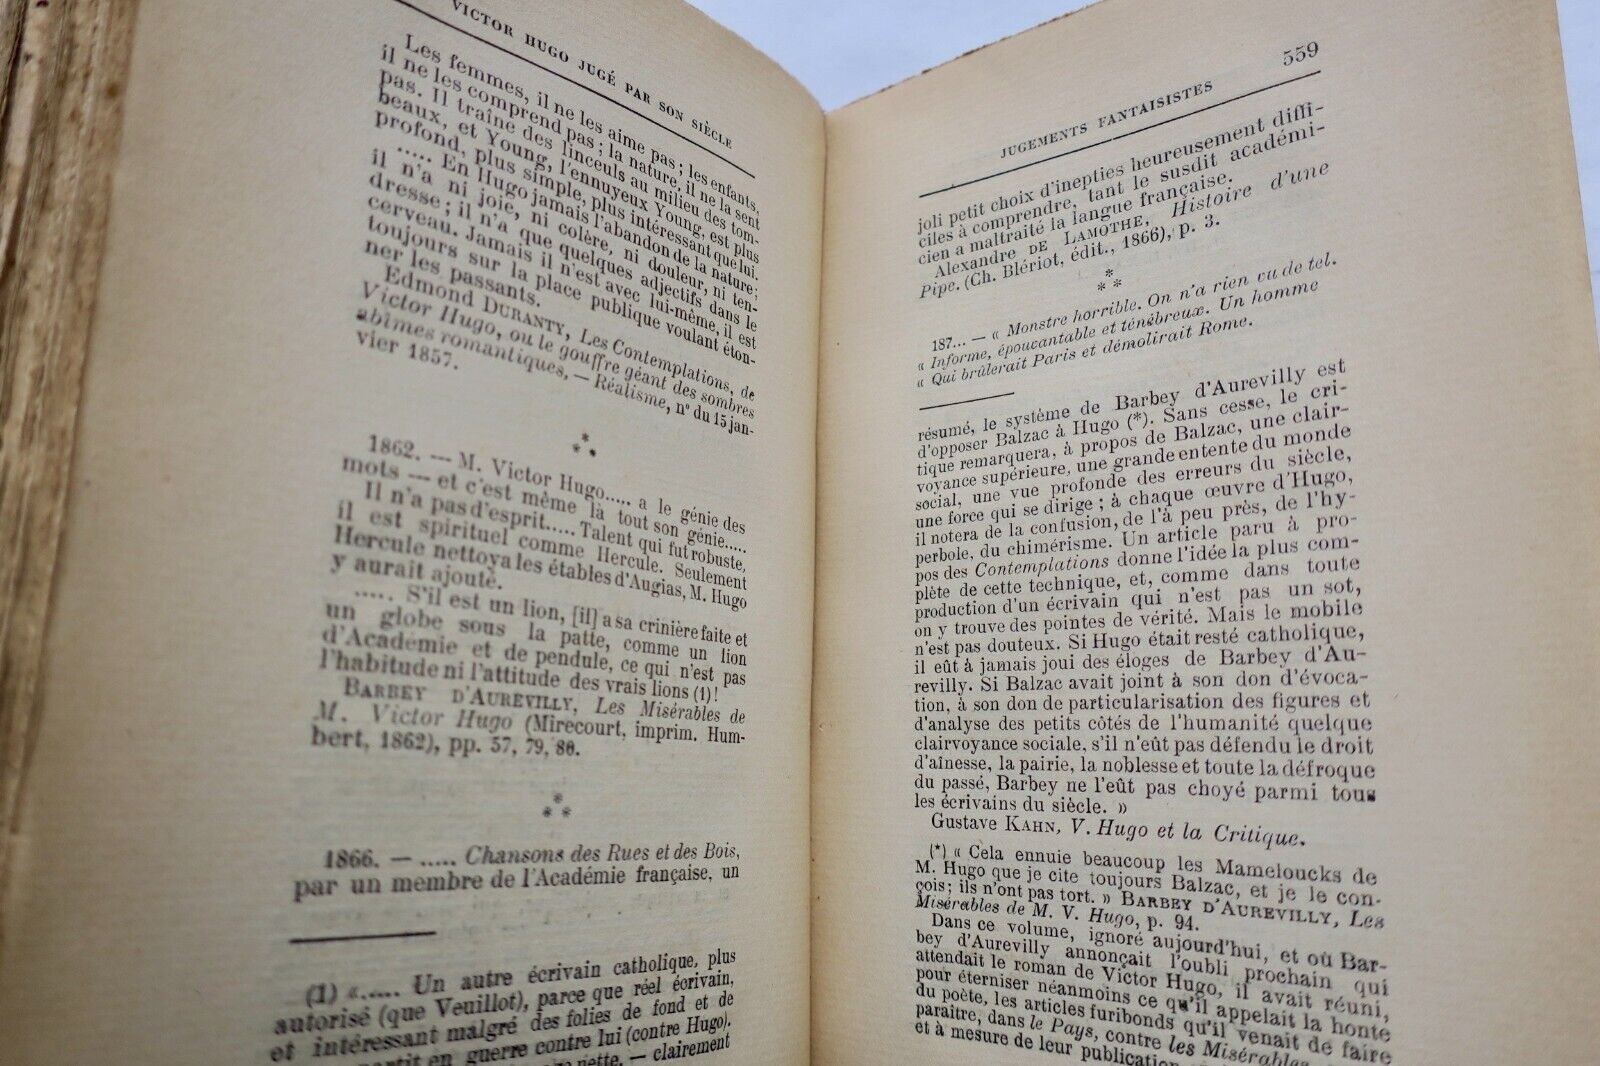 VICTOR HUGO JUGÉ PAR SON SIÈCLE
Les femmes, il ne les aime pas ; les enfants,
il ne les comprend pas ; la nature, il ne la sent
pas. Il traîne des linceuls au milieu des tom-
beaux, et Young, l'ennuyeux Young, est plus
profond, plus simple, plus intéressant que lui.
..... En Hugo jamais l'abandon de la nature ;
il n'a ni joie, ni colère, ni douleur, ni ten-
dresse ; il n'a que quelques adjectifs dans le
cerveau. Jamais il n'est avec lui-même, il est
toujours sur la place publique voulant éton-
ner les passants.
Edmond DURANTY, Les Contemplations, de
Victor Hugo, ou le gouffre géant des sombres
abîmes romantiques, — Réalisme, n° du 15 jan-
vier 1857.
* * *
1862. — M. Victor Hugo..... a le génie des
mots — et c'est même là tout son génie.....
Il n'a pas d'esprit..... Talent qui fut robuste,
il est spirituel comme Hercule. Seulement
Hercule nettoya les étables d'Augias, M. Hugo
y aurait ajouté.
..... S'il est un lion, [il] a sa crinière faite et
un globe sous la patte, comme un lion
d'Académie et de pendule, ce qui n'est pas
l'habitude ni l'attitude des vrais lions (1) !
BARBEY D'AUREVILLY, Les Misérables de
M. Victor Hugo (Mirecourt, imprim. Hum-
bert, 1862), pp. 57, 79, 80.
* * *
1866. — ..... Chansons des Rues et des Bois,
par un membre de l'Académie française, un
(1) «..... Un autre écrivain catholique, plus
autorisé (que Veuillot), parce que réel écrivain,
et intéressant malgré des folies de fond et de
partit en guerre contre lui (contre Hugo).
nette, — clairement
559
JUGEMENTS FANTAISISTES
joli petit choix d'inepties heureusement diffi-
ciles à comprendre, tant le susdit académi-
cien a maltraité la langue française.
Alexandre DE LAMOTHE, Histoire d'une
Pipe. (Ch. Blériot, édit., 1866), p. 3.
* * *
187... — « Monstre horrible. On n'a rien vu de tel.
« Informe, épouvantable et ténébreux. Un homme
« Qui brûlerait Paris et démolirait Rome.
résumé, le système de Barbey d'Aurevilly est
d'opposer Balzac à Hugo (*). Sans cesse, le cri-
tique remarquera, à propos de Balzac, une clair-
voyance supérieure, une grande entente du monde
social, une vue profonde des erreurs du siècle,
une force qui se dirige ; à chaque œuvre d'Hugo,
il notera de la confusion, de l'à peu près, de l'hy-
perbole, du chimérisme. Un article paru à pro-
pos des Contemplations donne l'idée la plus com-
plète de cette technique, et, comme dans toute
production d'un écrivain qui n'est pas un sot,
on y trouve des pointes de vérité. Mais le mobile
n'est pas douteux. Si Hugo était resté catholique,
il eût à jamais joui des éloges de Barbey d'Au-
revilly. Si Balzac avait joint à son don d'évoca-
tion, à son don de particularisation des figures et
d'analyse des petits côtés de l'humanité quelque
clairvoyance sociale, s'il n'eût pas défendu le droit
d'aînesse, la pairie, la noblesse et toute la défroque
du passé, Barbey ne l'eût pas choyé parmi tous
les écrivains du siècle. »
Gustave KAHN, V. Hugo et la Critique.
(*) « Cela ennuie beaucoup les Mameloucks de
M. Hugo que je cite toujours Balzac, et je le con-
çois ; ils n'ont pas tort. » BARBEY D'AUREVILLY, Les
Misérables de M. V. Hugo, p. 94.
Dans ce volume, ignoré aujourd'hui, et où Bar-
bey d'Aurevilly annonçait l'oubli prochain qui
attendait le roman de Victor Hugo, il avait réuni,
pour éterniser néanmoins ce qu'il appelait la honte
du poète, les articles furibonds qu'il venait de faire
paraître, dans le Pays, contre les Misérables,
et à mesure de leur publication